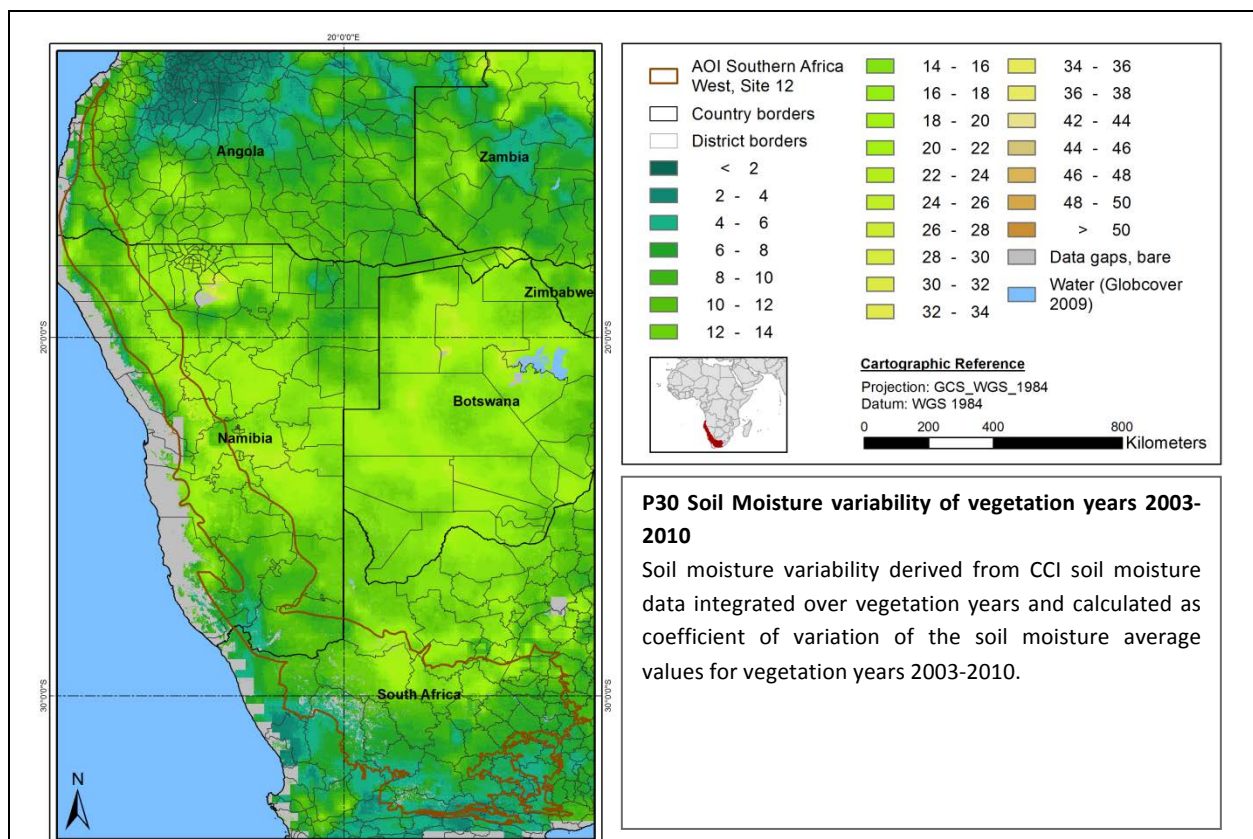 20°0'0"E
Angola
Zambia
Zimbabwe
20°0'0"S
20°0'0"S
Botswana
Namibia
South Africa
30°0'0"S
30°0'0"S
N
AOI Southern Africa
West, Site 12
Country borders
District borders
< 2
2 - 4
4 - 6
6 - 8
8 - 10
10 - 12
12 - 14
14 - 16
16 - 18
18 - 20
20 - 22
22 - 24
24 - 26
26 - 28
28 - 30
30 - 32
32 - 34
34 - 36
36 - 38
42 - 44
44 - 46
46 - 48
48 - 50
> 50
Data gaps, bare
Water (Globcover
2009)
Cartographic Reference
Projection: GCS_WGS_1984
Datum: WGS 1984
0 200 400 800
Kilometers
P30 Soil Moisture variability of vegetation years 2003-
2010
Soil moisture variability derived from CCI soil moisture
data integrated over vegetation years and calculated as
coefficient of variation of the soil moisture average
values for vegetation years 2003-2010.